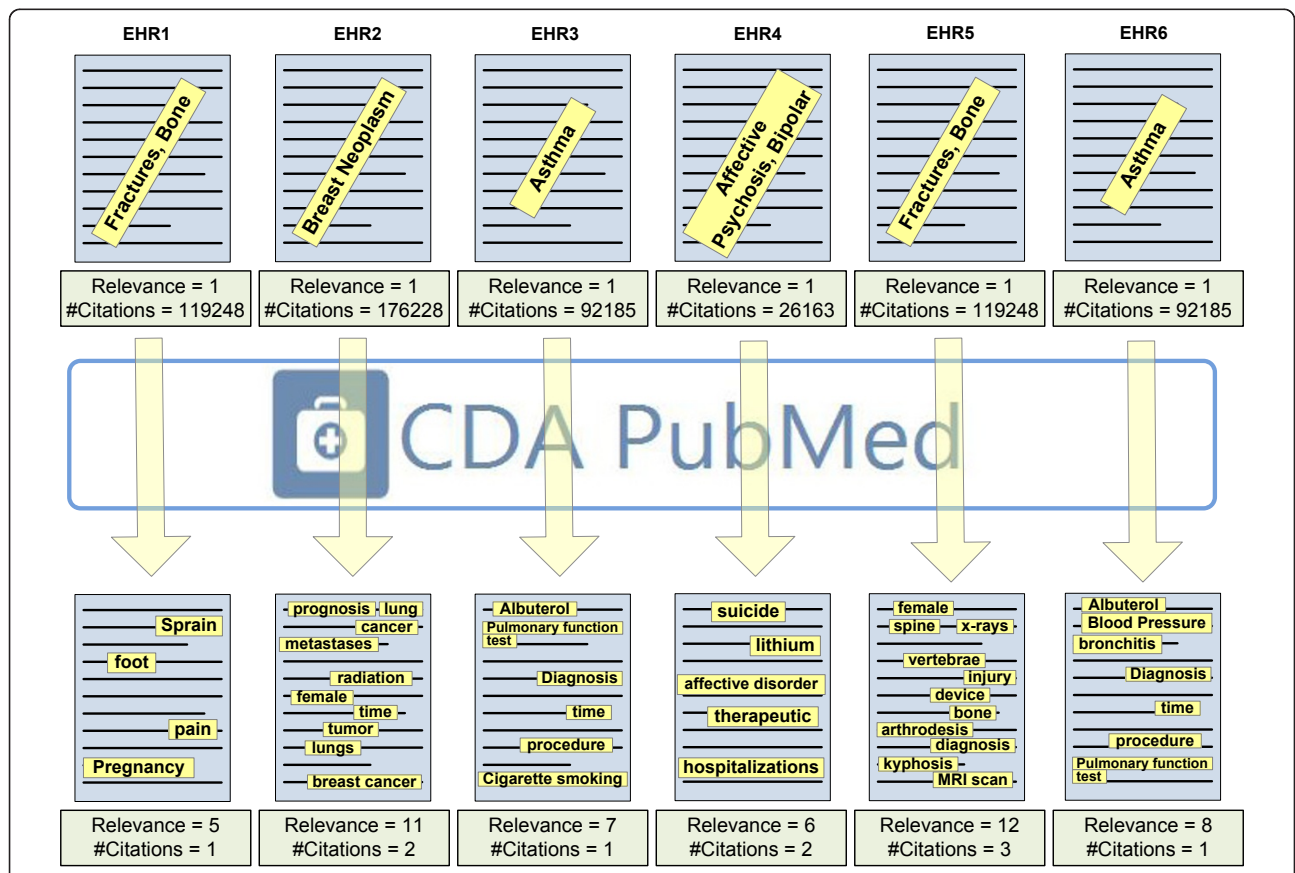 EHR1 EHR2 EHR3 EHR4 EHR5 EHR6
Fractures, Bone
Breast Neoplasm
Asthma
Affective
Psychosis, Bipolar
Fractures, Bone
Asthma
Relevance = 1
#Citations = 119248
Relevance = 1
#Citations = 176228
Relevance = 1
#Citations = 92185
Relevance = 1
#Citations = 26163
Relevance = 1
#Citations = 119248
Relevance = 1
#Citations = 92185
CDA PubMed
Sprain
foot
pain
Pregnancy
prognosis lung
cancer
metastases
radiation
female
time
tumor
lungs
breast cancer
Albuterol
Pulmonary function
test
Diagnosis
time
procedure
Cigarette smoking
suicide
lithium
affective disorder
therapeutic
hospitalizations
female
spine x-rays
vertebrae
injury
device
bone
arthrodesis
diagnosis
kyphosis
MRI scan
Albuterol
Blood Pressure
bronchitis
Diagnosis
time
procedure
Pulmonary function
test
Relevance = 5
#Citations = 1
Relevance = 11
#Citations = 2
Relevance = 7
#Citations = 1
Relevance = 6
#Citations = 2
Relevance = 12
#Citations = 3
Relevance = 8
#Citations = 1